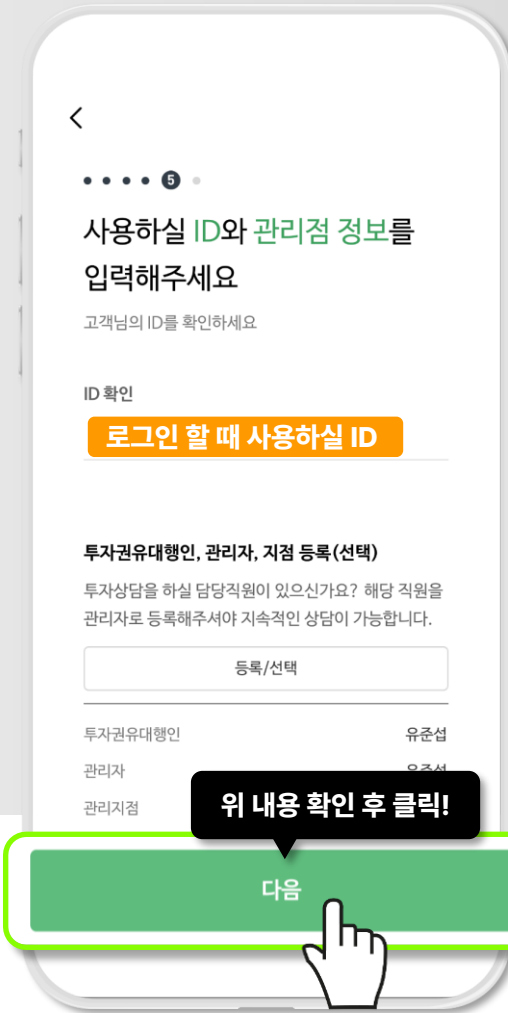 5
사용하실 ID와 관리점 정보를
입력해주세요
고객님의 ID를 확인하세요
ID 확인
로그인 할 때 사용하실 ID
투자권유대행인, 관리자, 지점 등록(선택)
투자상담을 하실 담당직원이 있으신가요? 해당 직원을
관리자로 등록해주셔야 지속적인 상담이 가능합니다.
등록/선택
투자권유대행인 유준섭
관리자
관리지점
위 내용 확인 후 클릭!
다음